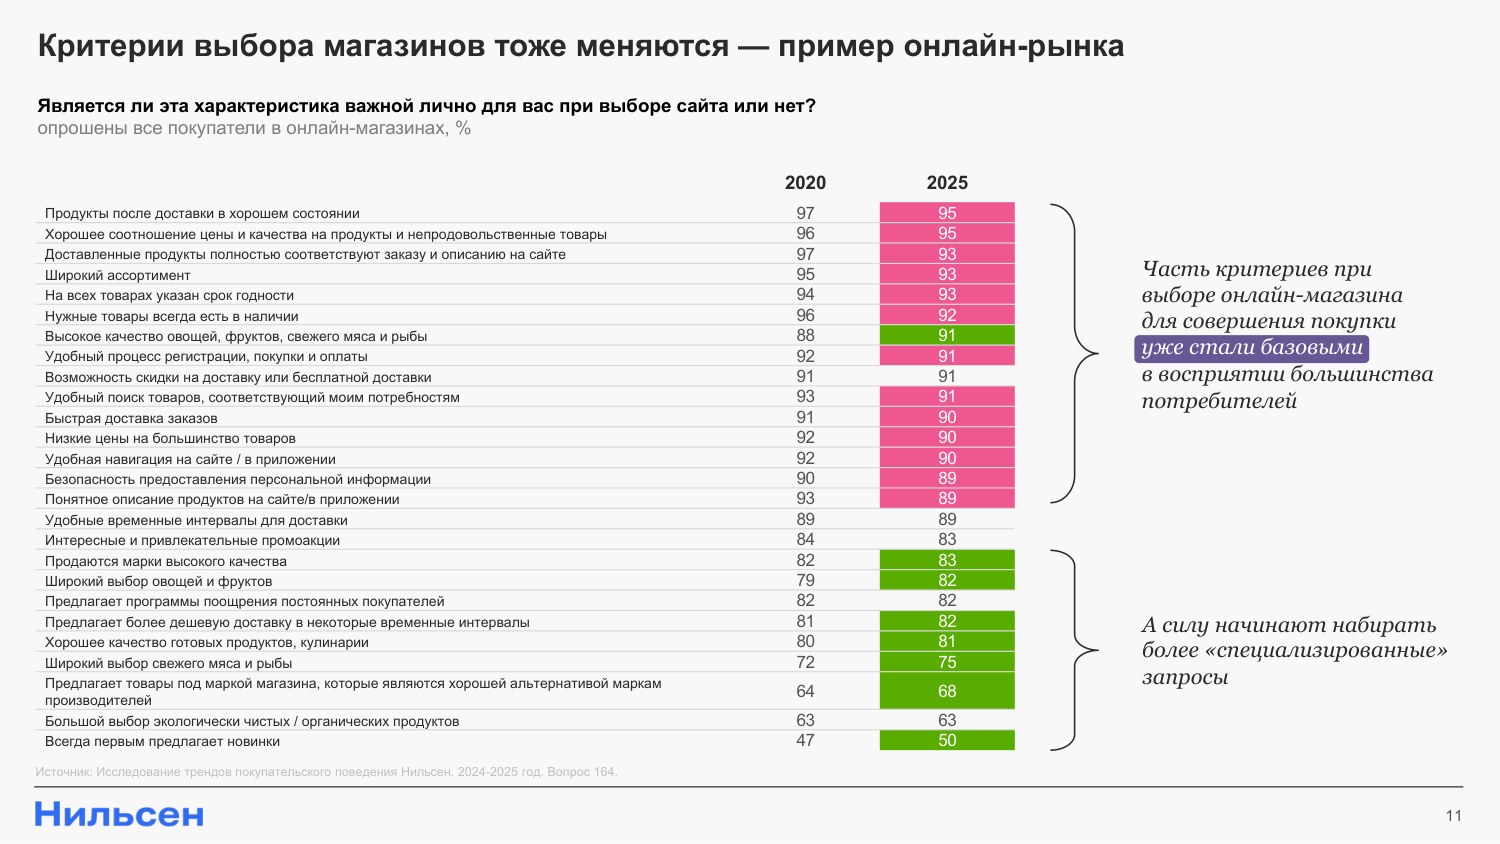 Критерии выбора магазинов тоже меняются — пример онлайн-рынка
Является ли эта характеристика важной лично для вас при выборе сайта или нет?
опрошены все покупатели в онлайн-магазинах, %
2020 2025
Продукты после доставки в хорошем состоянии 97 95
Хорошее соотношение цены и качества на продукты и непродовольственные товары 96 95
Доставленные продукты полностью соответствуют заказу и описанию на сайте 97 93
Широкий ассортимент 95 93
На всех товарах указан срок годности 94 93
Нужные товары всегда есть в наличии 96 92
Высокое качество овощей, фруктов, свежего мяса и рыбы 88 91
Удобный процесс регистрации, покупки и оплаты 92 91
Возможность скидки на доставку или бесплатной доставки 91 91
Удобный поиск товаров, соответствующий моим потребностям 93 91
Быстрая доставка заказов 91 90
Низкие цены на большинство товаров 92 90
Удобная навигация на сайте / в приложении 92 90
Безопасность предоставления персональной информации 90 89
Понятное описание продуктов на сайте/в приложении 93 89
Удобные временные интервалы для доставки 89 89
Интересные и привлекательные промоакции 84 83
Продаются марки высокого качества 82 83
Широкий выбор овощей и фруктов 79 82
Предлагает программы поощрения постоянных покупателей 82 82
Предлагает более дешевую доставку в некоторые временные интервалы 81 82
Хорошее качество готовых продуктов, кулинарии 80 81
Широкий выбор свежего мяса и рыбы 72 75
Предлагает товары под маркой магазина, которые являются хорошей альтернативой маркам
производителей 64 68
Большой выбор экологически чистых / органических продуктов 63 63
Всегда первым предлагает новинки 47 50
Часть критериев при
выборе онлайн-магазина
для совершения покупки
уже стали базовыми
в восприятии большинства
потребителей
А силу начинают набирать
более «специализированные»
запросы
Источник: Исследование трендов покупательского поведения Нильсен. 2024-2025 год. Вопрос 164.
Нильсен
11